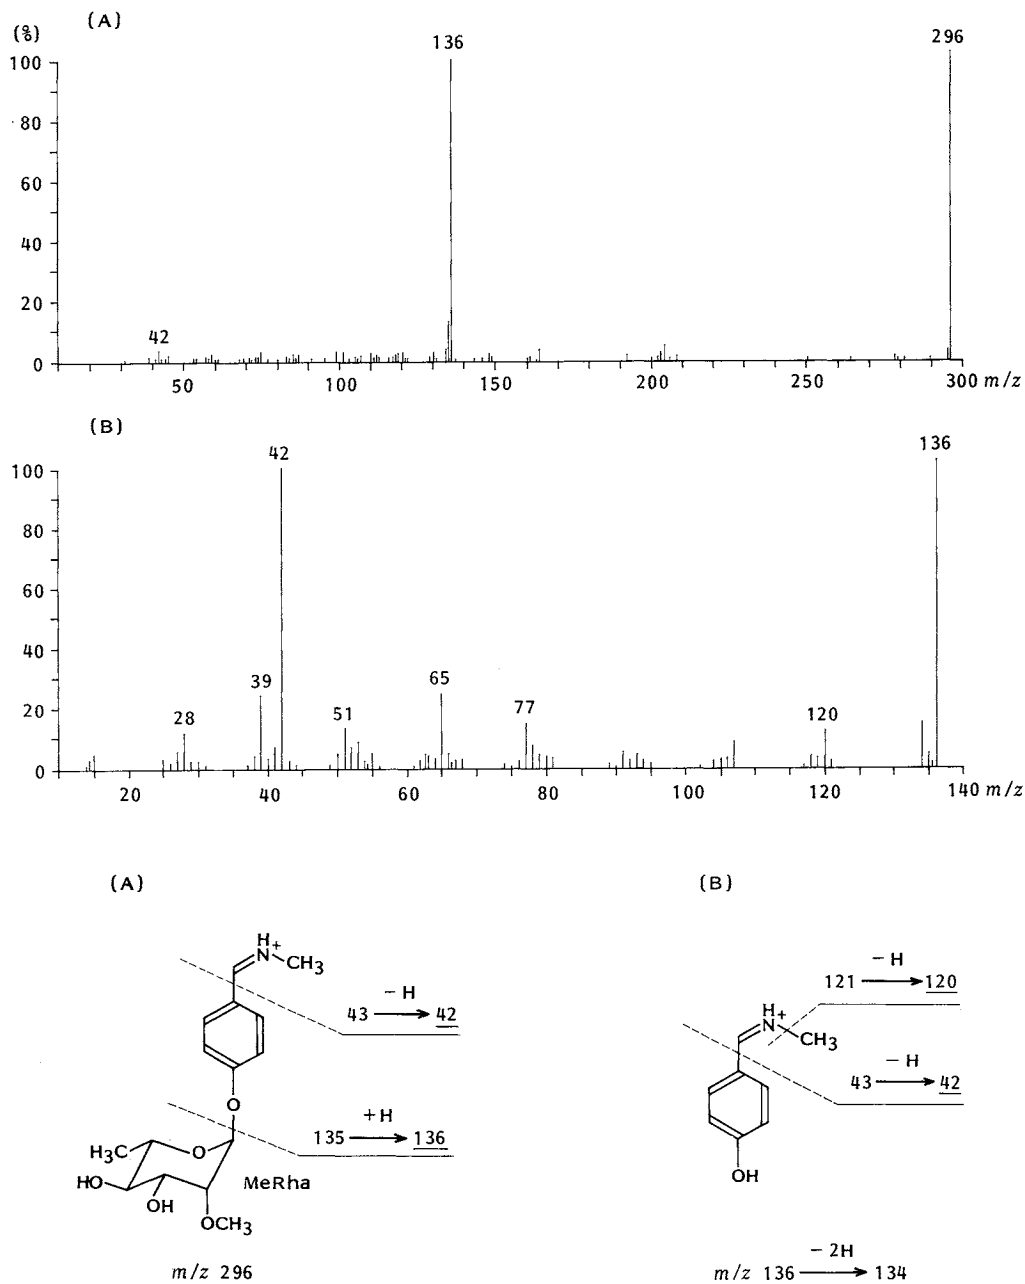 (A)
(%)
136
296
100
80
60
40
20
0
42
50
100
150
200
250
300 m/z
(B)
42
136
100
80
60
40
20
0
28
39
51
65
77
120
20
40
60
80
100
120
140 m/z
(A)
H
N+
CH3
- H
43 → 42
O
+H
135 → 136
H3C
O
HO
MeRha
OH
OCH3
m/z 296
(B)
- H
121 → 120
H
N+
CH3
- H
43 → 42
OH
- 2H
m/z 136 → 134